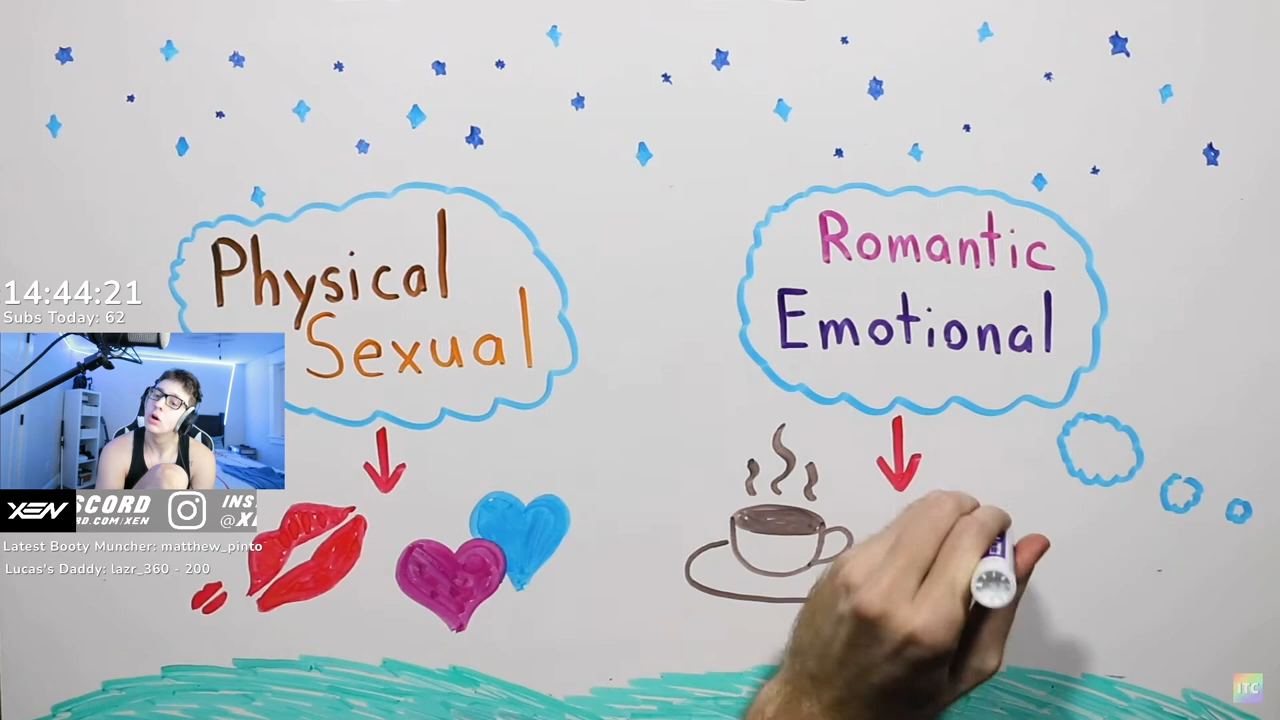 Physical
Sexual
Romantic
Emotional
14:44:21
Subs Today: 62
XEN
SCORD
RD.COM/XEN
INS
@X
Latest Booty Muncher: matthew_pinto
Lucas's Daddy: lazr_360 - 200
ITC